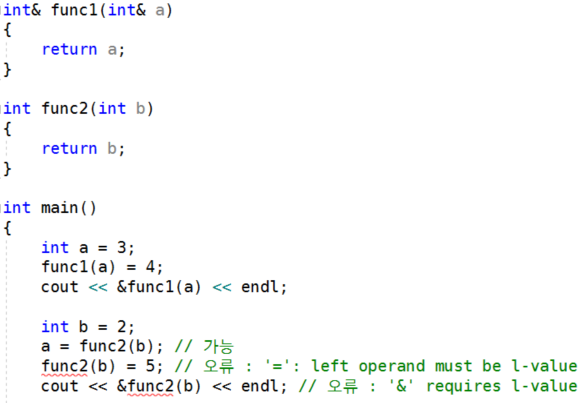 int& func1(int& a)
{
    return a;
}

int func2(int b)
{
    return b;
}

int main()
{
    int a = 3;
    func1(a) = 4;
    cout << &func1(a) << endl;

    int b = 2;
    a = func2(b); // 가능
    func2(b) = 5; // 오류 : '=': left operand must be l-value
    cout << &func2(b) << endl; // 오류 : '&' requires l-value